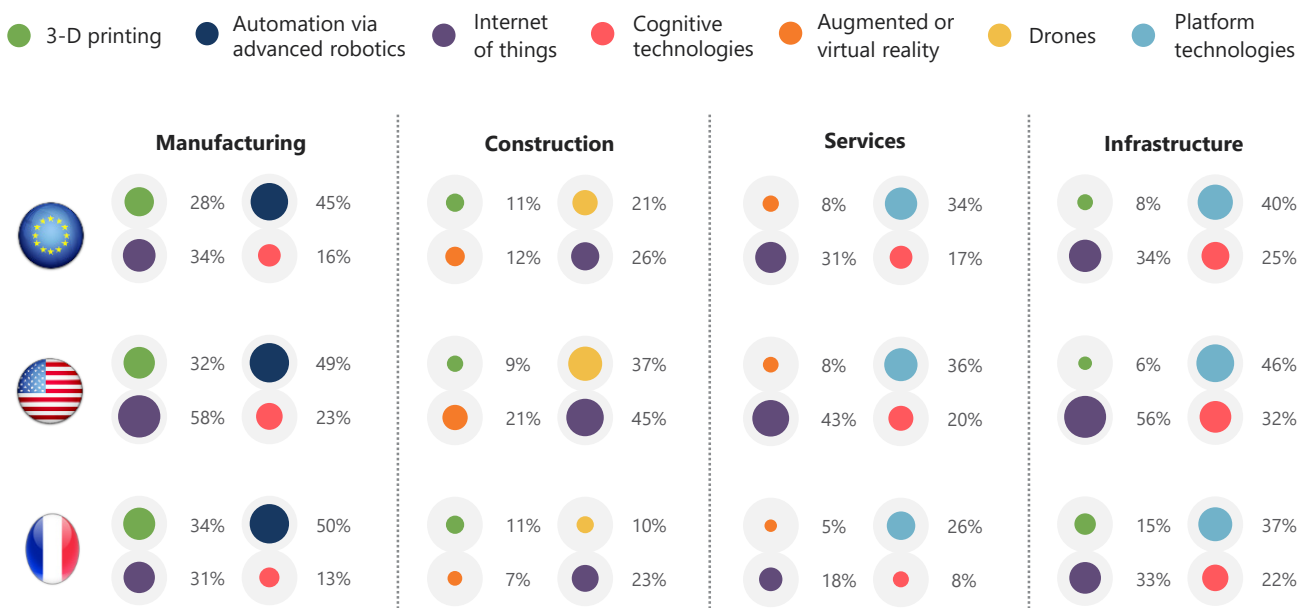 3-D printing
Automation via
advanced robotics
Internet
of things
Cognitive
technologies
Augmented or
virtual reality
Drones
Platform
technologies
Manufacturing
Construction
Services
Infrastructure
28% 45% 11% 21% 8% 34% 8% 40%
34% 16% 12% 26% 31% 17% 34% 25%
32% 49% 9% 37% 8% 36% 6% 46%
58% 23% 21% 45% 43% 20% 56% 32%
34% 50% 11% 10% 5% 26% 15% 37%
31% 13% 7% 23% 18% 8% 33% 22%